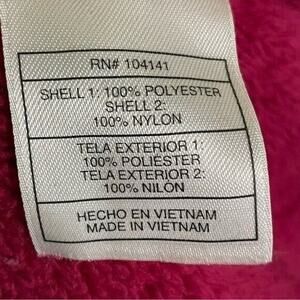 RN# 104141
SHELL 1: 100% POLYESTER
SHELL 2:
100% NYLON
TELA EXTERIOR 1:
100% POLIÉSTER
TELA EXTERIOR 2:
100% NILON
HECHO EN VIETNAM
MADE IN VIETNAM